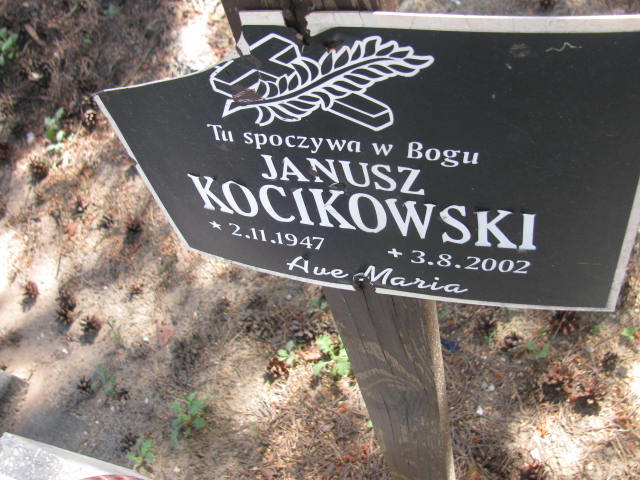 Tu spoczywa w Bogu
JANUSZ
KOCIKOWSKI
* 2.11.1947 + 3.8.2002
Ave Maria